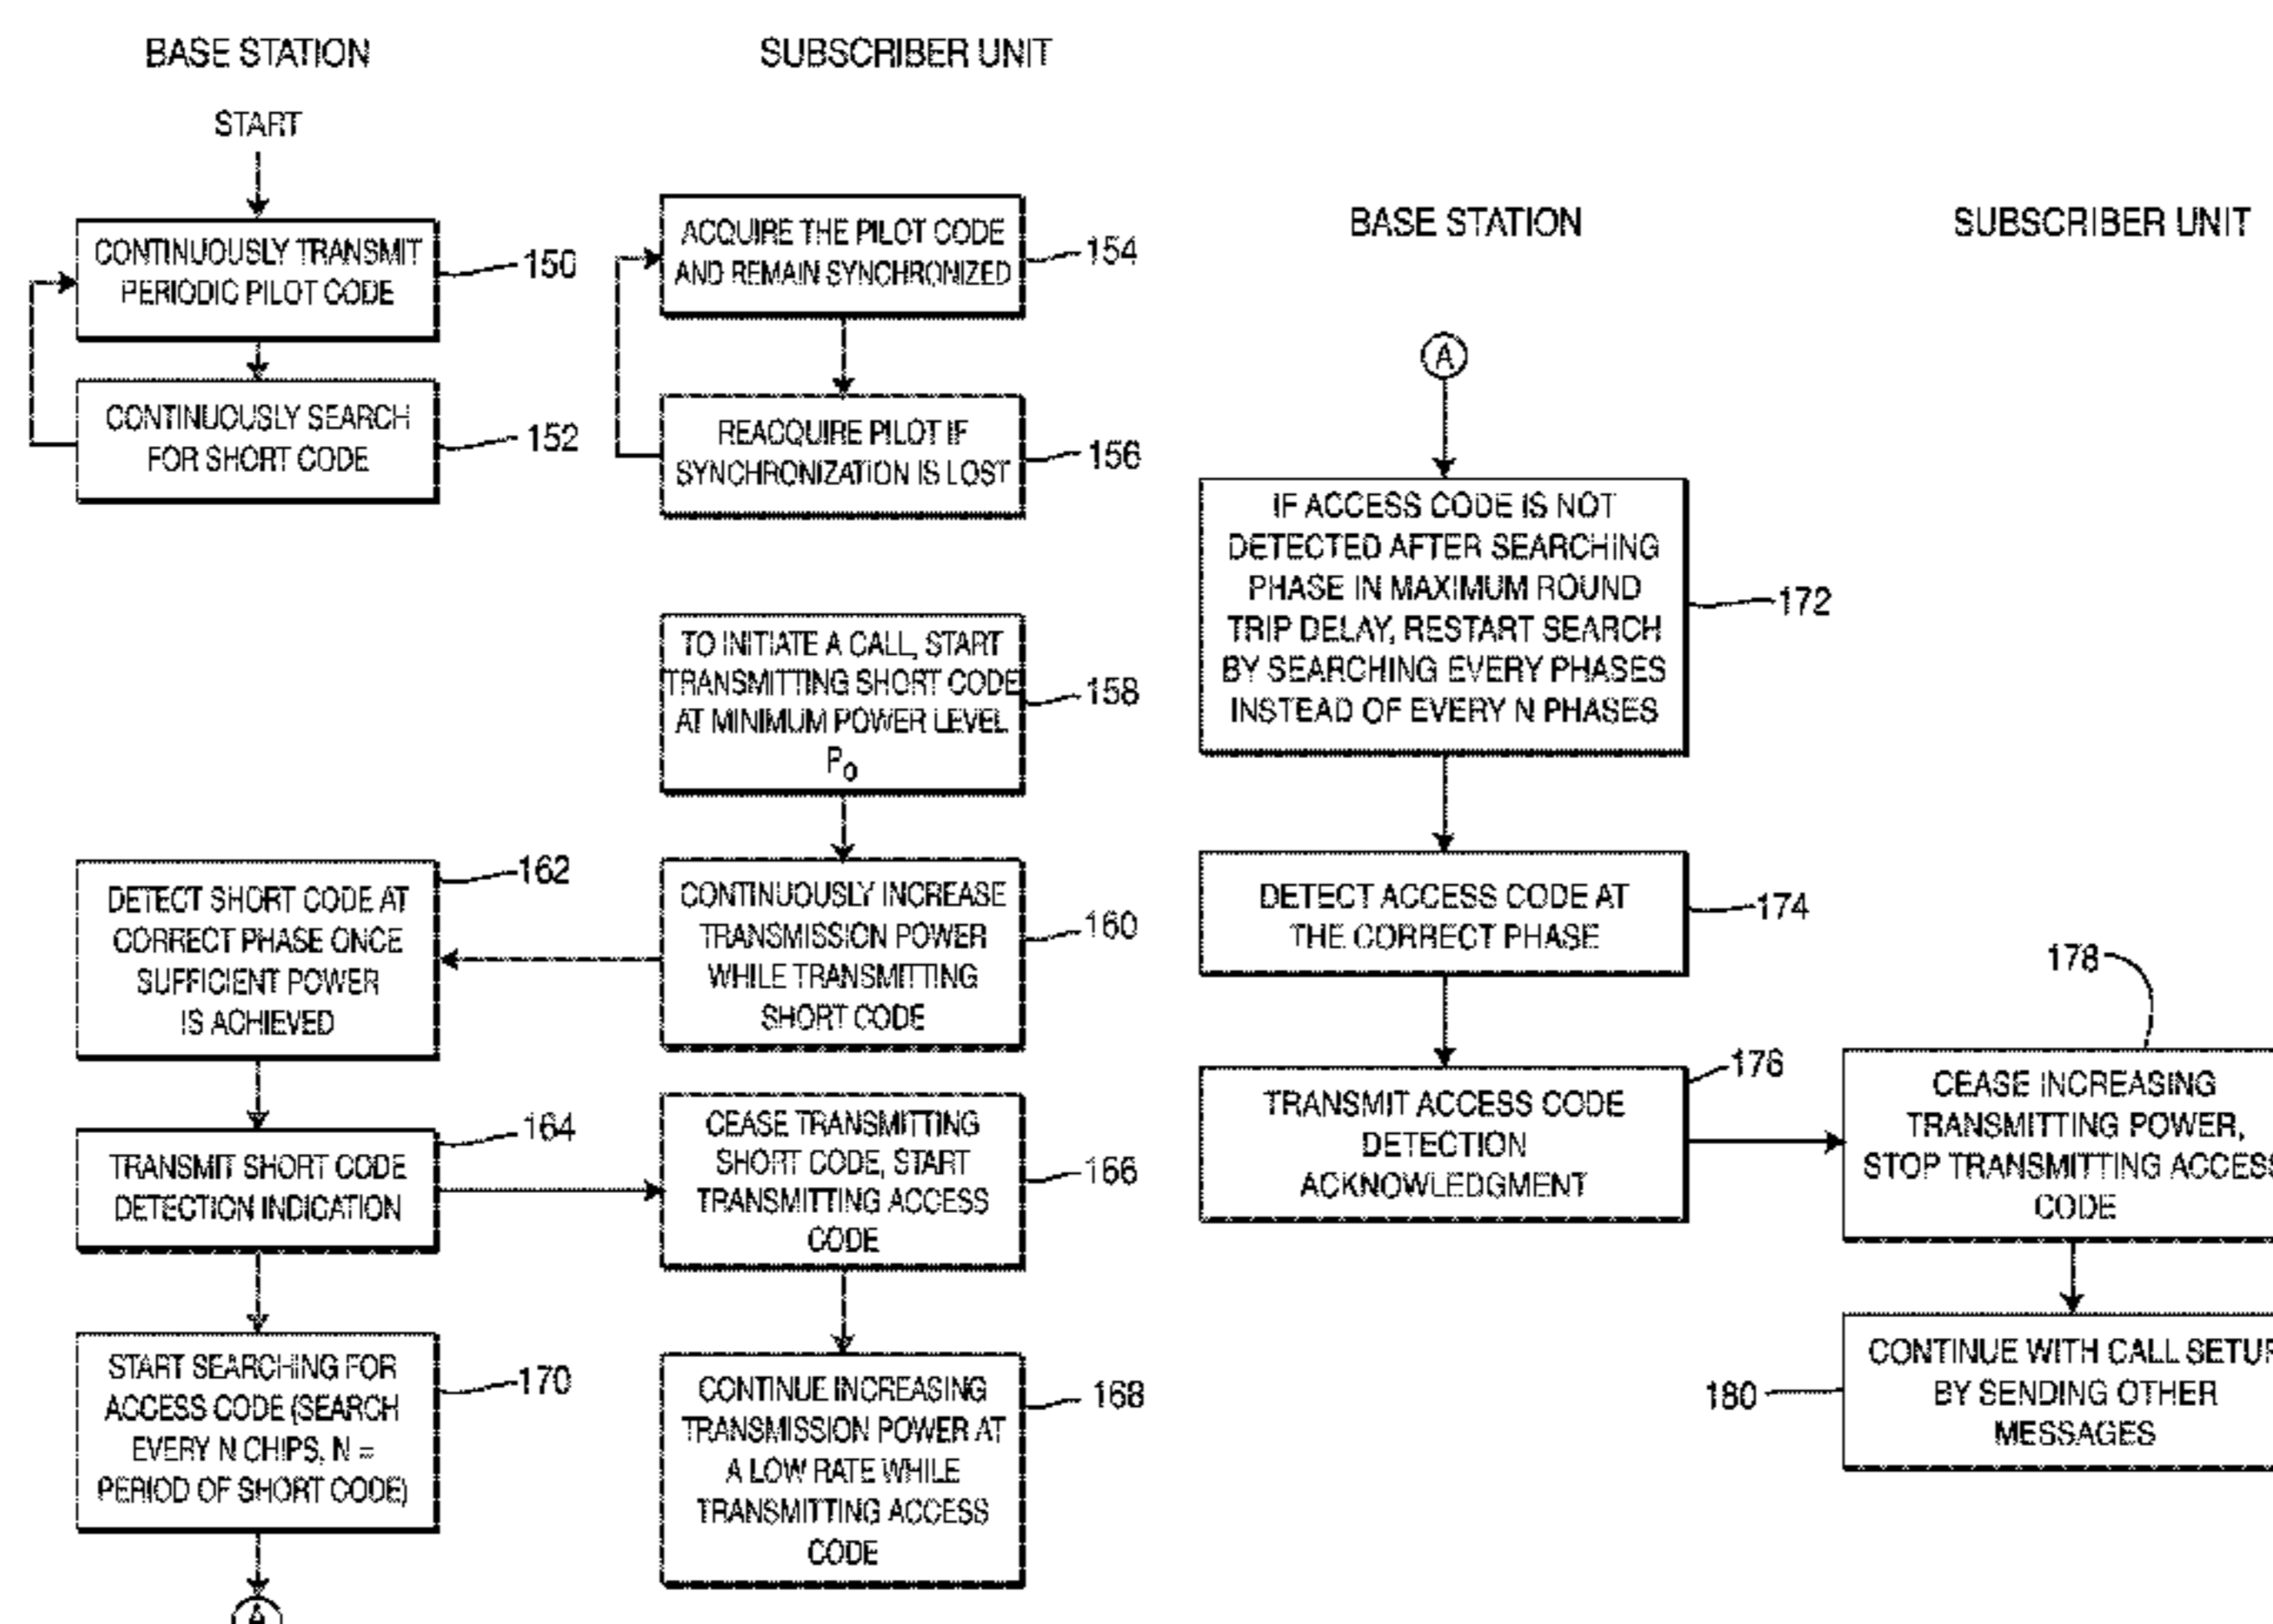 BASE STATION
SUBSCRIBER UNIT
START
CONTINUOUSLY TRANSMIT
PERIODIC PILOT CODE
150
CONTINUOUSLY SEARCH
FOR SHORT CODE
152
ACQUIRE THE PILOT CODE
AND REMAIN SYNCHRONIZED
154
REACQUIRE PILOT IF
SYNCHRONIZATION IS LOST
156
TO INITIATE A CALL, START
TRANSMITTING SHORT CODE
AT MINIMUM POWER LEVEL
P0
158
CONTINUOUSLY INCREASE
TRANSMISSION POWER
WHILE TRANSMITTING
SHORT CODE
160
DETECT SHORT CODE AT
CORRECT PHASE ONCE
SUFFICIENT POWER
IS ACHIEVED
162
TRANSMIT SHORT CODE
DETECTION INDICATION
164
CEASE TRANSMITTING
SHORT CODE, START
TRANSMITTING ACCESS
CODE
166
CONTINUE INCREASING
TRANSMISSION POWER AT
A LOW RATE WHILE
TRANSMITTING ACCESS
CODE
168
START SEARCHING FOR
ACCESS CODE (SEARCH
EVERY N CHIPS, N =
PERIOD OF SHORT CODE)
170
A
BASE STATION
SUBSCRIBER UNIT
A
IF ACCESS CODE IS NOT
DETECTED AFTER SEARCHING
PHASE IN MAXIMUM ROUND
TRIP DELAY, RESTART SEARCH
BY SEARCHING EVERY PHASES
INSTEAD OF EVERY N PHASES
172
DETECT ACCESS CODE AT
THE CORRECT PHASE
174
TRANSMIT ACCESS CODE
DETECTION
ACKNOWLEDGMENT
176
178
CEASE INCREASING
TRANSMITTING POWER,
STOP TRANSMITTING ACCESS
CODE
CONTINUE WITH CALL SETUP
BY SENDING OTHER
MESSAGES
180